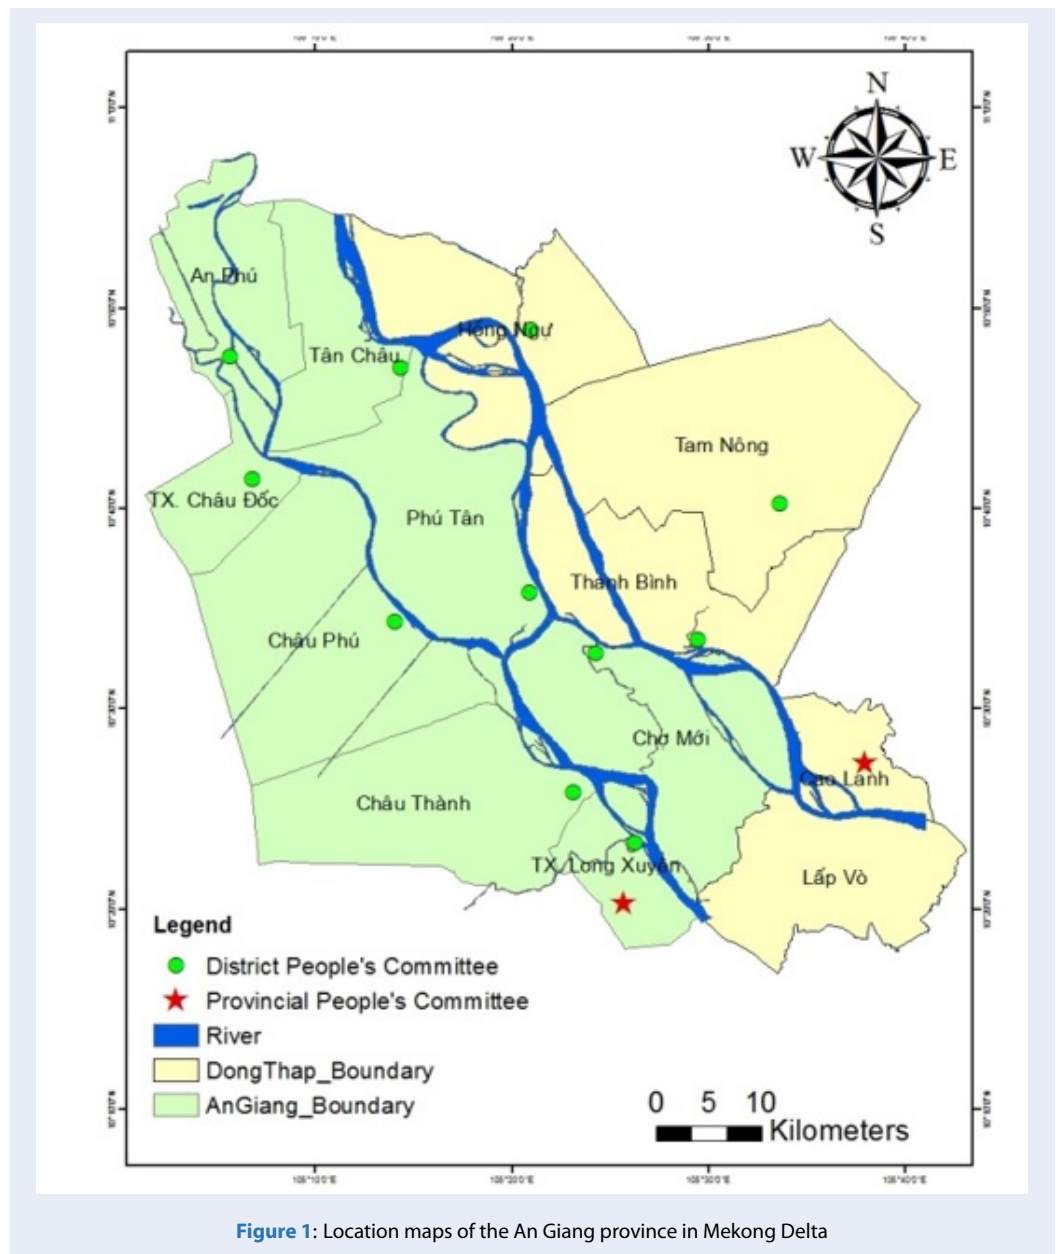 N
W E
S
An Phú
Hồng Ngự
Tân Châu
Tam Nông
TX. Châu Đốc
Phú Tân
Thanh Bình
Châu Phú
Chợ Mới
Cao Lãnh
Châu Thành
TX. Long Xuyên
Lấp Vò
Legend
District People's Committee
Provincial People's Committee
River
DongThap_Boundary
AnGiang_Boundary
0 5 10
Kilometers
Figure 1: Location maps of the An Giang province in Mekong Delta